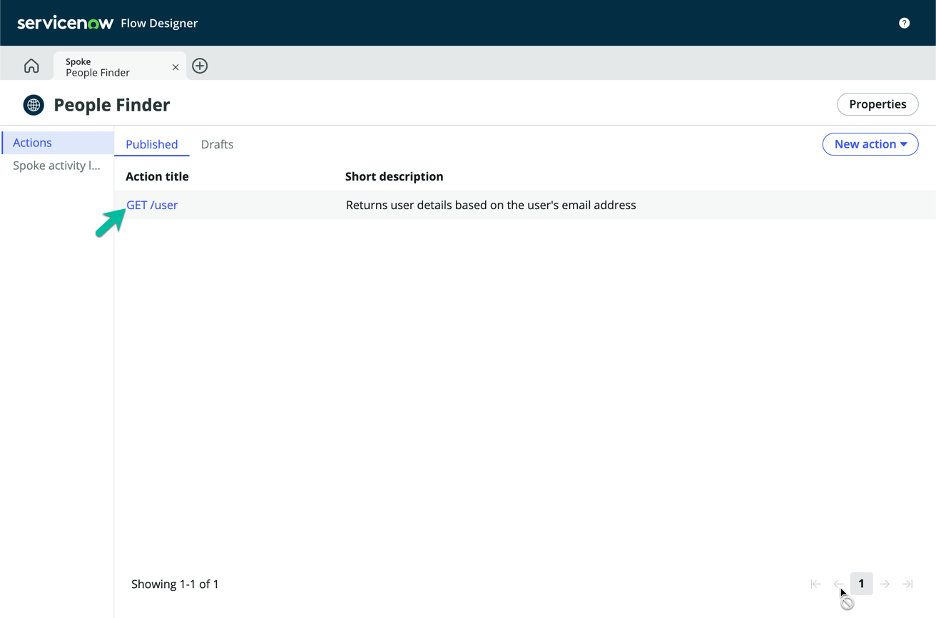 servicenow Flow Designer
?
Spoke
People Finder
People Finder
Properties
Actions
Spoke activity l...
Published Drafts
New action
Action title Short description
GET /user Returns user details based on the user's email address
Showing 1-1 of 1
1